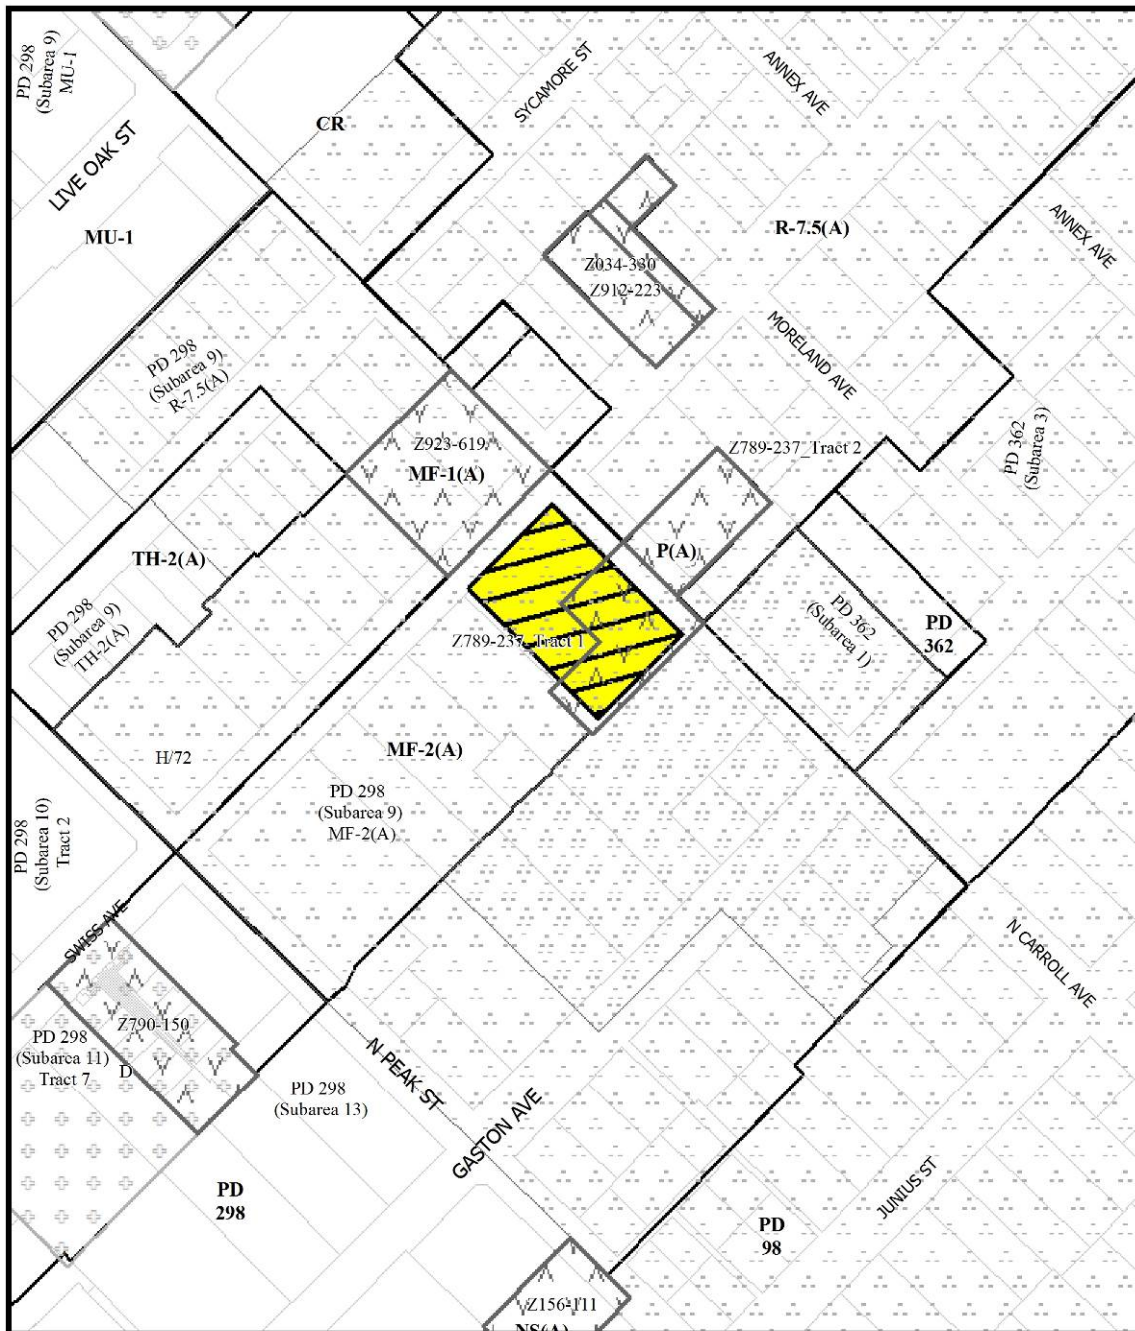 PD 298
(Subarea 9)
MU-1
SYCAMORE ST
ANNEX AVE
CR
LIVE OAK ST
MU-1
R-7.5(A)
ANNEX AVE
Z034-330
Z912-223
MORELAND AVE
PD 298
(Subarea 9)
R-7.5(A)
PD 362
(Subarea 3)
Z923-619
MF-1(A)
Z789-237_Tract 2
P(A)
TH-2(A)
PD 298
(Subarea 9)
TH-2(A)
PD 362
(Subarea 1)
PD
362
Z789-237_Tract 1
H/72
MF-2(A)
PD 298
(Subarea 9)
MF-2(A)
PD 298
(Subarea 10)
Tract 2
SWISS AVE
N CARROLL AVE
Z790-150
PD 298
(Subarea 11)
Tract 7
D
PD 298
(Subarea 13)
N PEAK ST
GASTON AVE
JUNIUS ST
PD
298
PD
98
Z156-111
NS(A)